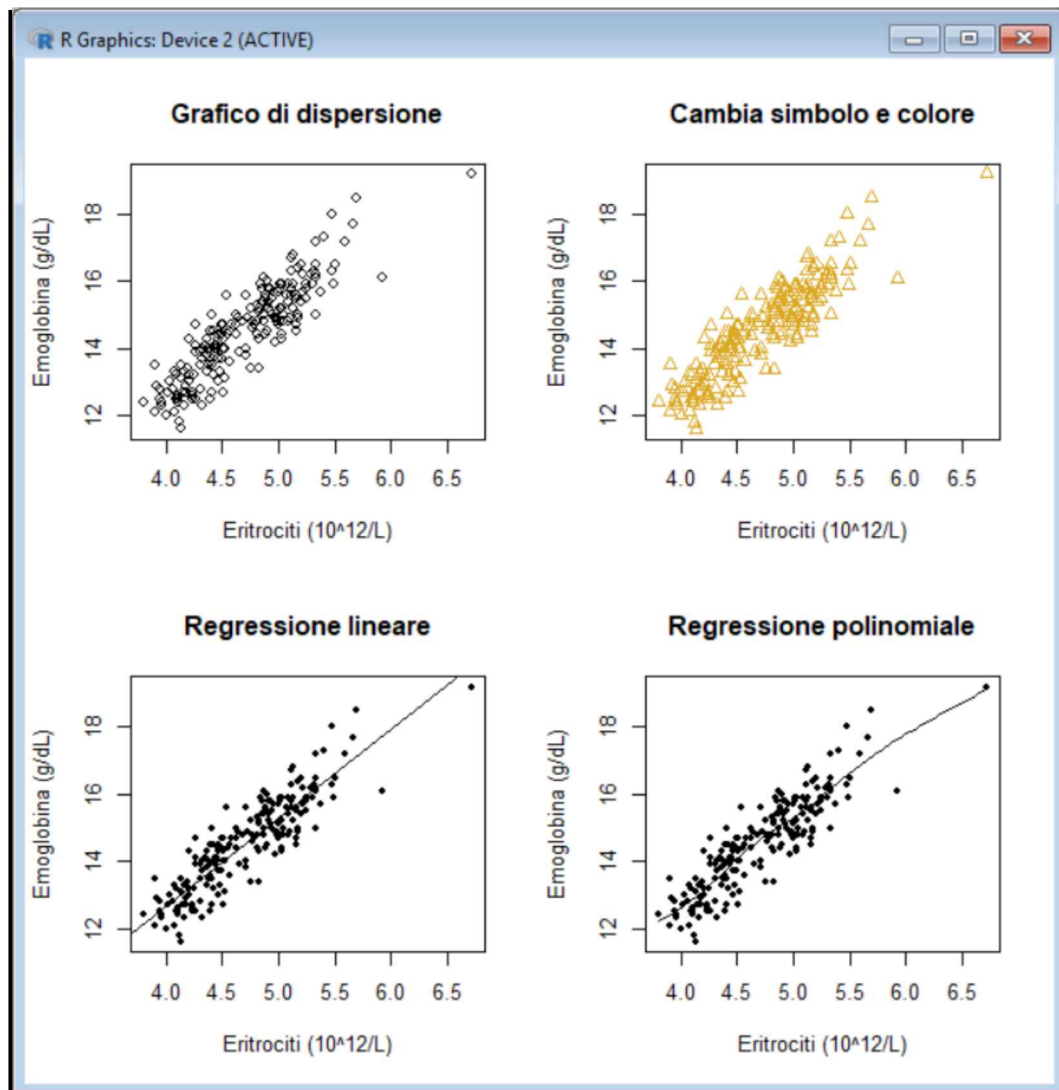 R Graphics: Device 2 (ACTIVE)
Grafico di dispersione
Emoglobina (g/dL)
18
16
14
12
4.0 4.5 5.0 5.5 6.0 6.5
Eritrociti (10^12/L)
Cambia simbolo e colore
Emoglobina (g/dL)
18
16
14
12
4.0 4.5 5.0 5.5 6.0 6.5
Eritrociti (10^12/L)
Regressione lineare
Emoglobina (g/dL)
18
16
14
12
4.0 4.5 5.0 5.5 6.0 6.5
Eritrociti (10^12/L)
Regressione polinomiale
Emoglobina (g/dL)
18
16
14
12
4.0 4.5 5.0 5.5 6.0 6.5
Eritrociti (10^12/L)